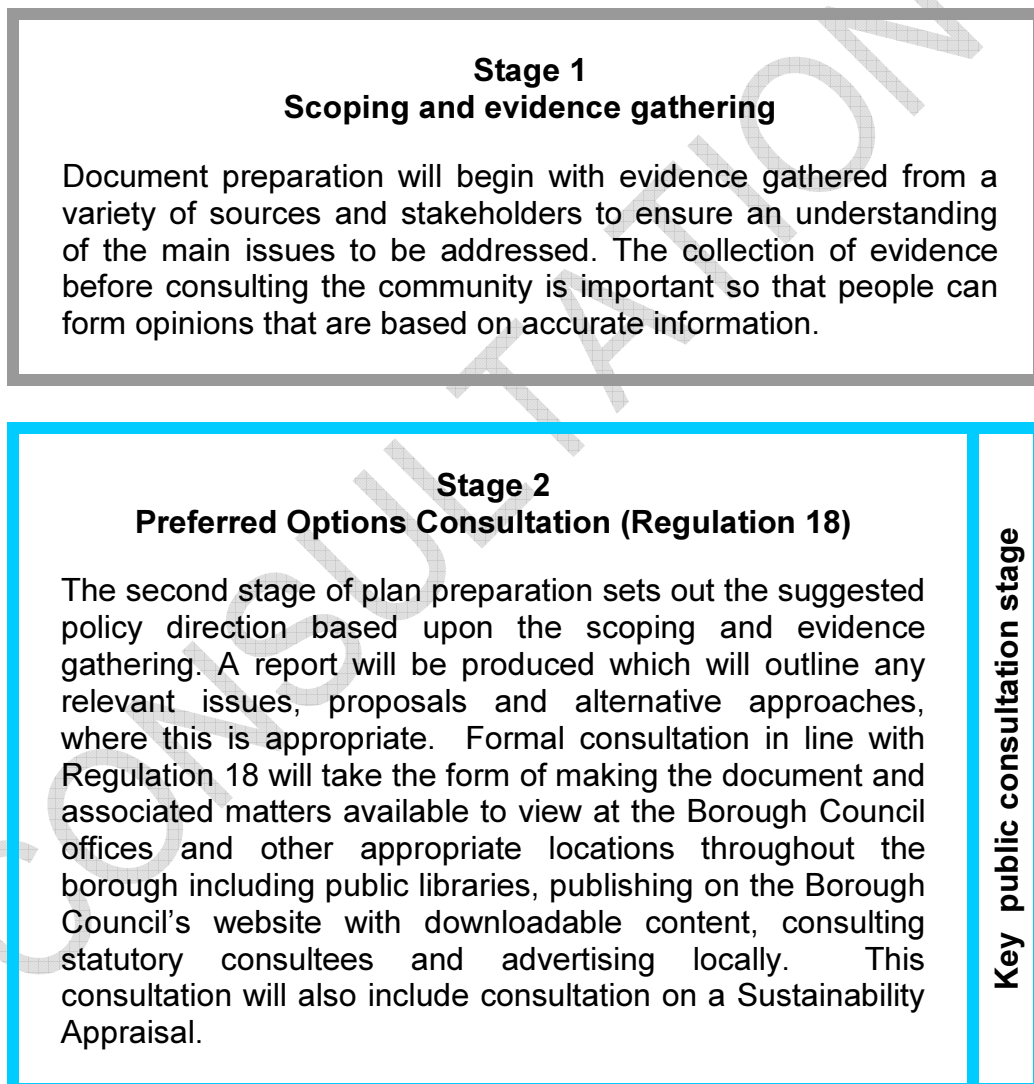 Stage 1
Scoping and evidence gathering
Document preparation will begin with evidence gathered from a
variety of sources and stakeholders to ensure an understanding
of the main issues to be addressed. The collection of evidence
before consulting the community is important so that people can
form opinions that are based on accurate information.
Stage 2
Preferred Options Consultation (Regulation 18)
The second stage of plan preparation sets out the suggested
policy direction based upon the scoping and evidence
gathering. A report will be produced which will outline any
relevant issues, proposals and alternative approaches,
where this is appropriate. Formal consultation in line with
Regulation 18 will take the form of making the document and
associated matters available to view at the Borough Council
offices and other appropriate locations throughout the
borough including public libraries, publishing on the Borough
Council's website with downloadable content, consulting
statutory consultees and advertising locally. This
consultation will also include consultation on a Sustainability
Appraisal.
Key public consultation stage
CONSULTATION